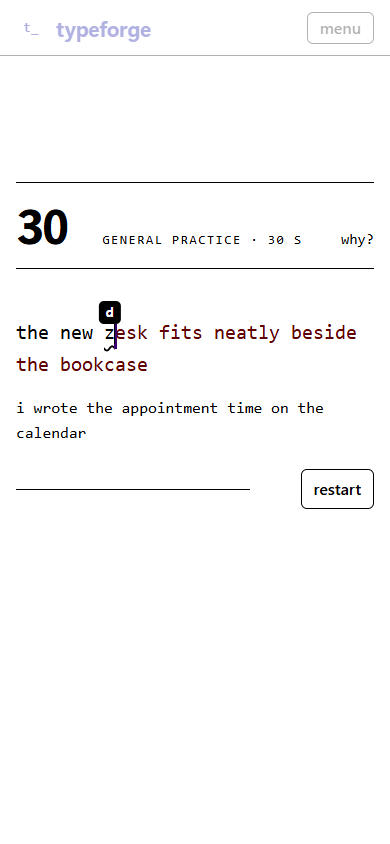 t_ typeforge menu
30 GENERAL PRACTICE · 30 S why?
d
the new zesk fits neatly beside
the bookcase
i wrote the appointment time on the
calendar
restart